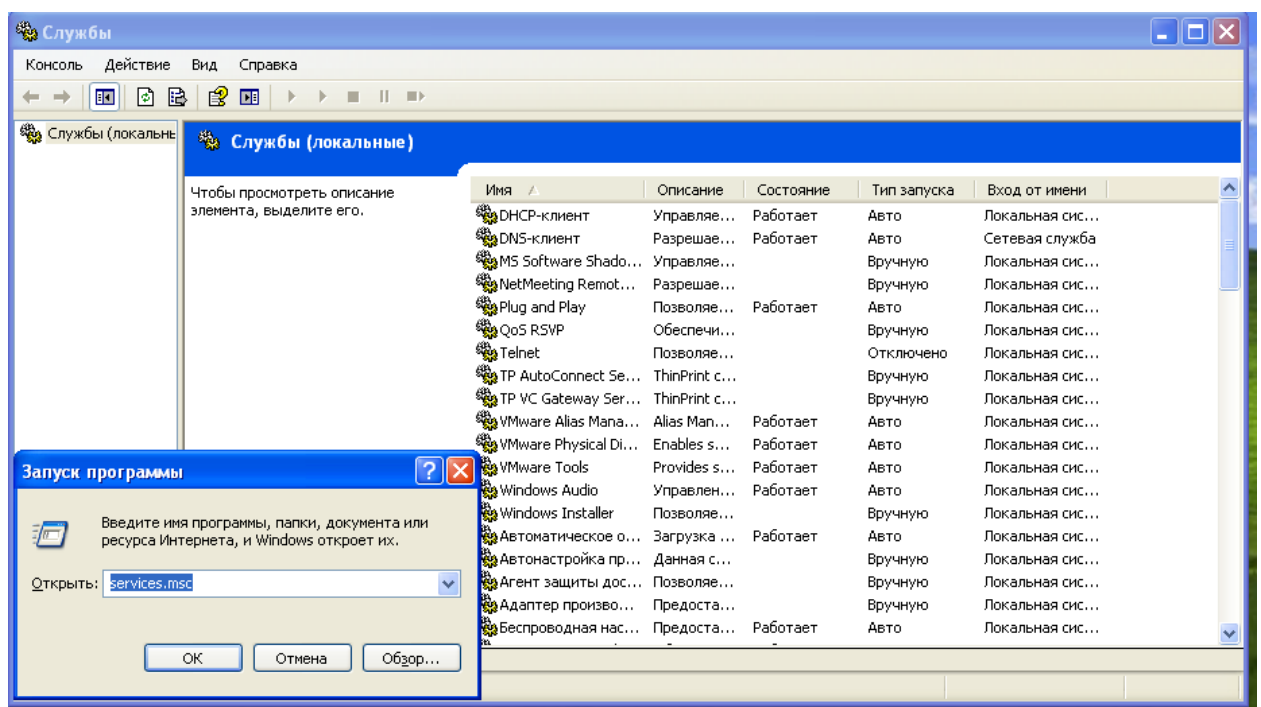 Службы
Консоль Действие Вид Справка
Службы (локальнь
Службы (локальные)
Чтобы просмотреть описание
элемента, выделите его.
Имя Описание Состояние Тип запуска Вход от имени
DHCP-клиент Управляе... Работает Авто Локальная сис...
DNS-клиент Разрешае... Работает Авто Сетевая служба
MS Software Shado... Управляе... Вручную Локальная сис...
NetMeeting Remot... Разрешае... Вручную Локальная сис...
Plug and Play Позволяе... Работает Авто Локальная сис...
QoS RSVP Обеспечи... Вручную Локальная сис...
Telnet Позволяе... Отключено Локальная сис...
TP AutoConnect Se... ThinPrint c... Вручную Локальная сис...
TP VC Gateway Ser... ThinPrint c... Вручную Локальная сис...
VMware Alias Mana... Alias Man... Работает Авто Локальная сис...
VMware Physical Di... Enables s... Работает Авто Локальная сис...
VMware Tools Provides s... Работает Авто Локальная сис...
Windows Audio Управлен... Работает Авто Локальная сис...
Windows Installer Позволяе... Вручную Локальная сис...
Автоматическое о... Загрузка ... Работает Авто Локальная сис...
Автонастройка пр... Данная с... Вручную Локальная сис...
Агент защиты дос... Позволяе... Вручную Локальная сис...
Адаптер произво... Предоста... Вручную Локальная сис...
Беспроводная нас... Предоста... Работает Авто Локальная сис...
Запуск программы
Введите имя программы, папки, документа или
ресурса Интернета, и Windows откроет их.
Открыть: services.msc
ОК Отмена Обзор...